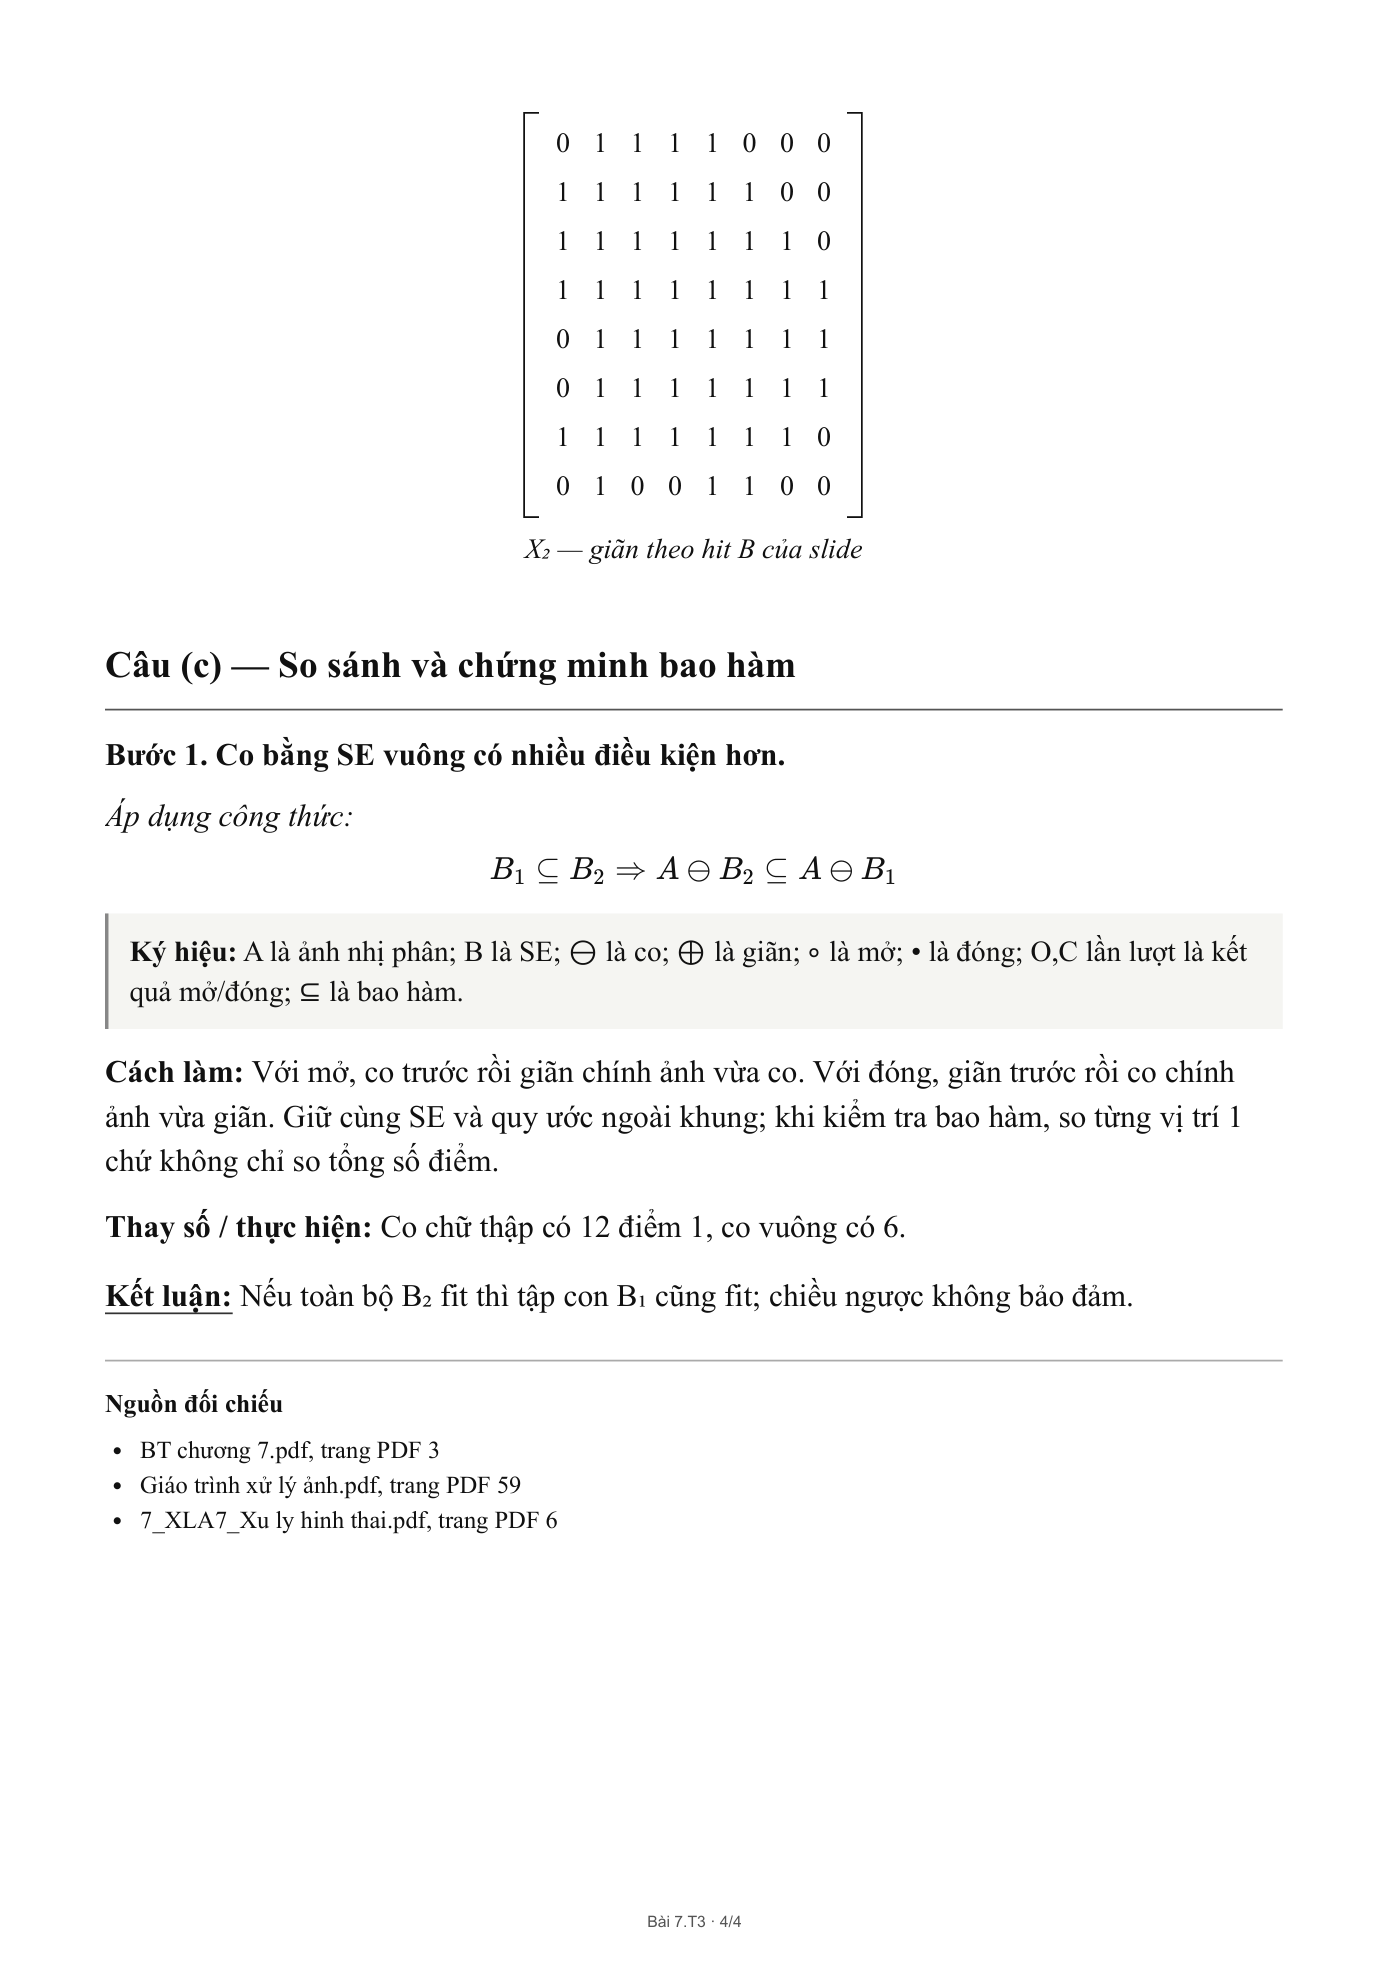 0 1 1 1 1 0 0 0
1 1 1 1 1 1 0 0
1 1 1 1 1 1 1 0
1 1 1 1 1 1 1 1
0 1 1 1 1 1 1 1
0 1 1 1 1 1 1 1
1 1 1 1 1 1 1 0
0 1 0 0 1 1 0 0
X₂ — giãn theo hit B của slide
Câu (c) — So sánh và chứng minh bao hàm
Bước 1. Co bằng SE vuông có nhiều điều kiện hơn.
Áp dụng công thức:
B₁ ⊆ B₂ ⇒ A ⊖ B₂ ⊆ A ⊖ B₁
Ký hiệu: A là ảnh nhị phân; B là SE; ⊖ là co; ⊕ là giãn; ∘ là mở; • là đóng; O,C lần lượt là kết
quả mở/đóng; ⊆ là bao hàm.
Cách làm: Với mở, co trước rồi giãn chính ảnh vừa co. Với đóng, giãn trước rồi co chính
ảnh vừa giãn. Giữ cùng SE và quy ước ngoài khung; khi kiểm tra bao hàm, so từng vị trí 1
chứ không chỉ so tổng số điểm.
Thay số / thực hiện: Co chữ thập có 12 điểm 1, co vuông có 6.
Kết luận: Nếu toàn bộ B₂ fit thì tập con B₁ cũng fit; chiều ngược không bảo đảm.
Nguồn đối chiếu
• BT chương 7.pdf, trang PDF 3
• Giáo trình xử lý ảnh.pdf, trang PDF 59
• 7_XLA7_Xu ly hinh thai.pdf, trang PDF 6
Bài 7.T3 · 4/4